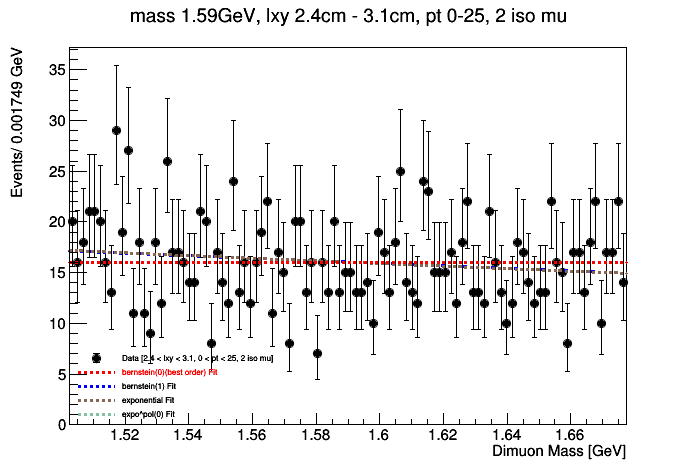 mass 1.59GeV, lxy 2.4cm - 3.1cm, pt 0-25, 2 iso mu
Events/ 0.001749 GeV
35
30
25
20
15
10
5
0
Data [2.4 < lxy < 3.1, 0 < pt < 25, 2 iso mu]
bernstein(0)(best order) Fit
bernstein(1) Fit
exponential Fit
expo*pol(0) Fit
1.52 1.54 1.56 1.58 1.6 1.62 1.64 1.66
Dimuon Mass [GeV]